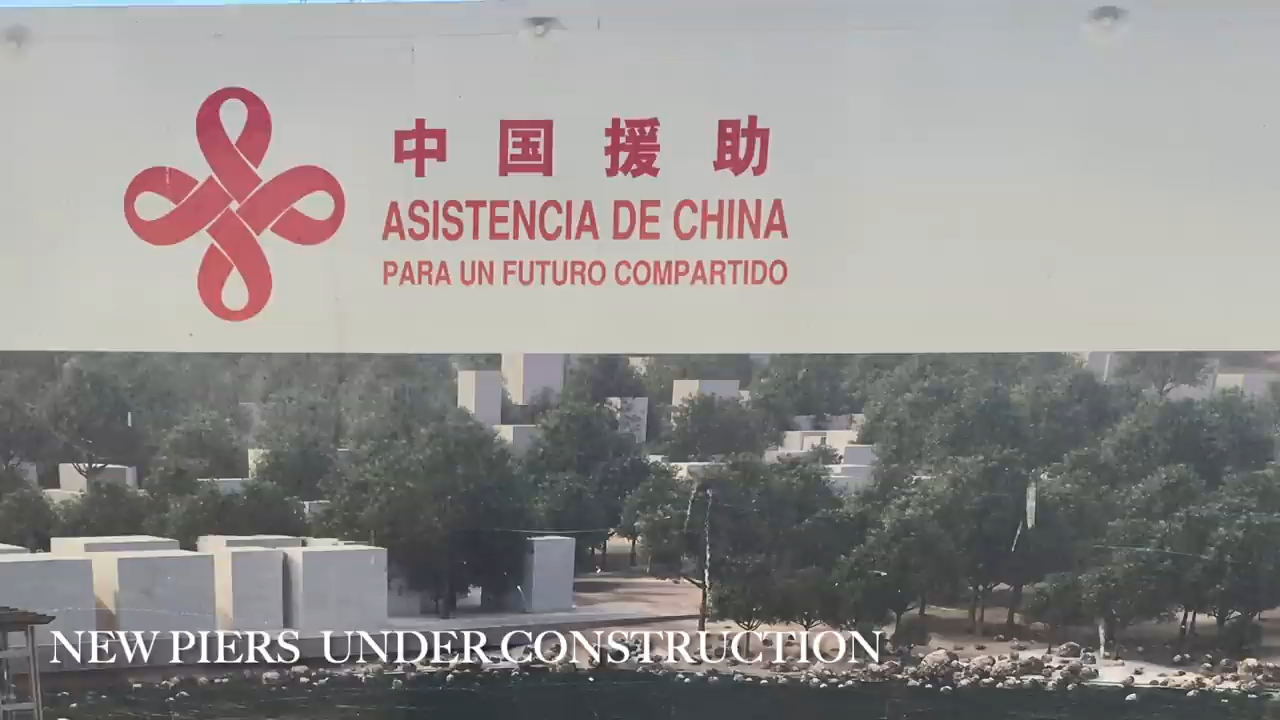 中国援助
ASISTENCIA DE CHINA
PARA UN FUTURO COMPARTIDO
NEW PIERS UNDER CONSTRUCTION